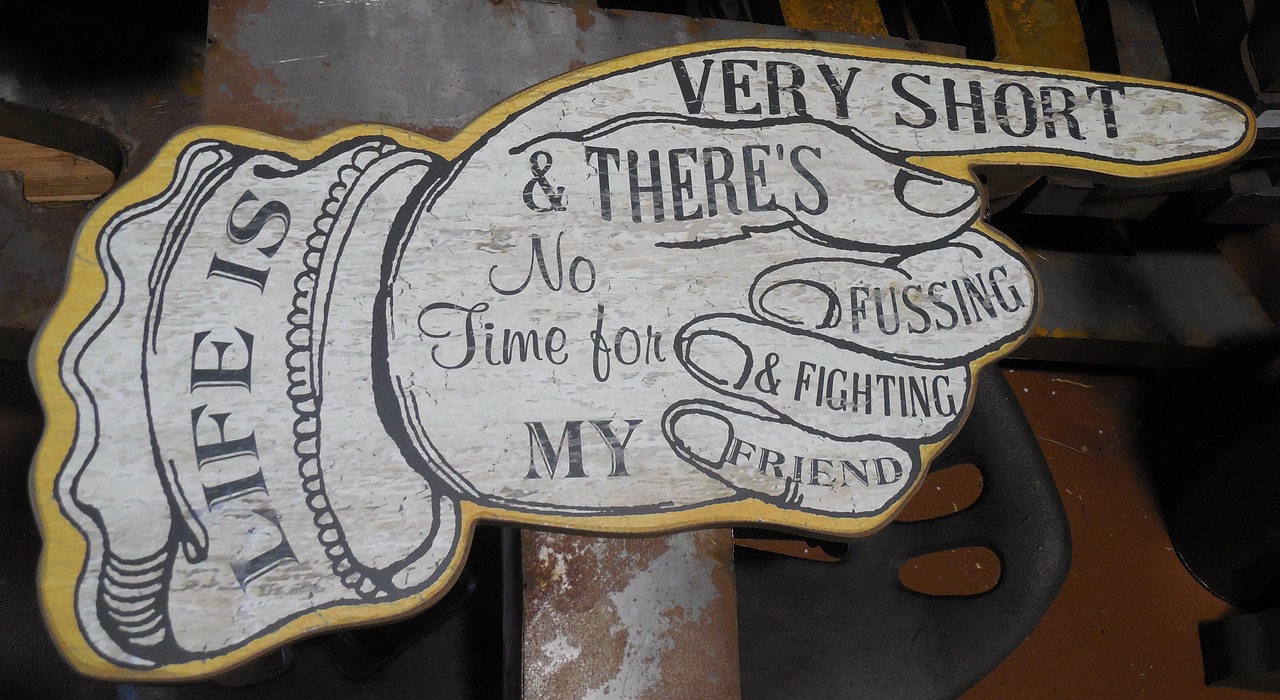 LIFE IS
VERY SHORT
& THERE'S
No
Time for
FUSSING
& FIGHTING
MY FRIEND